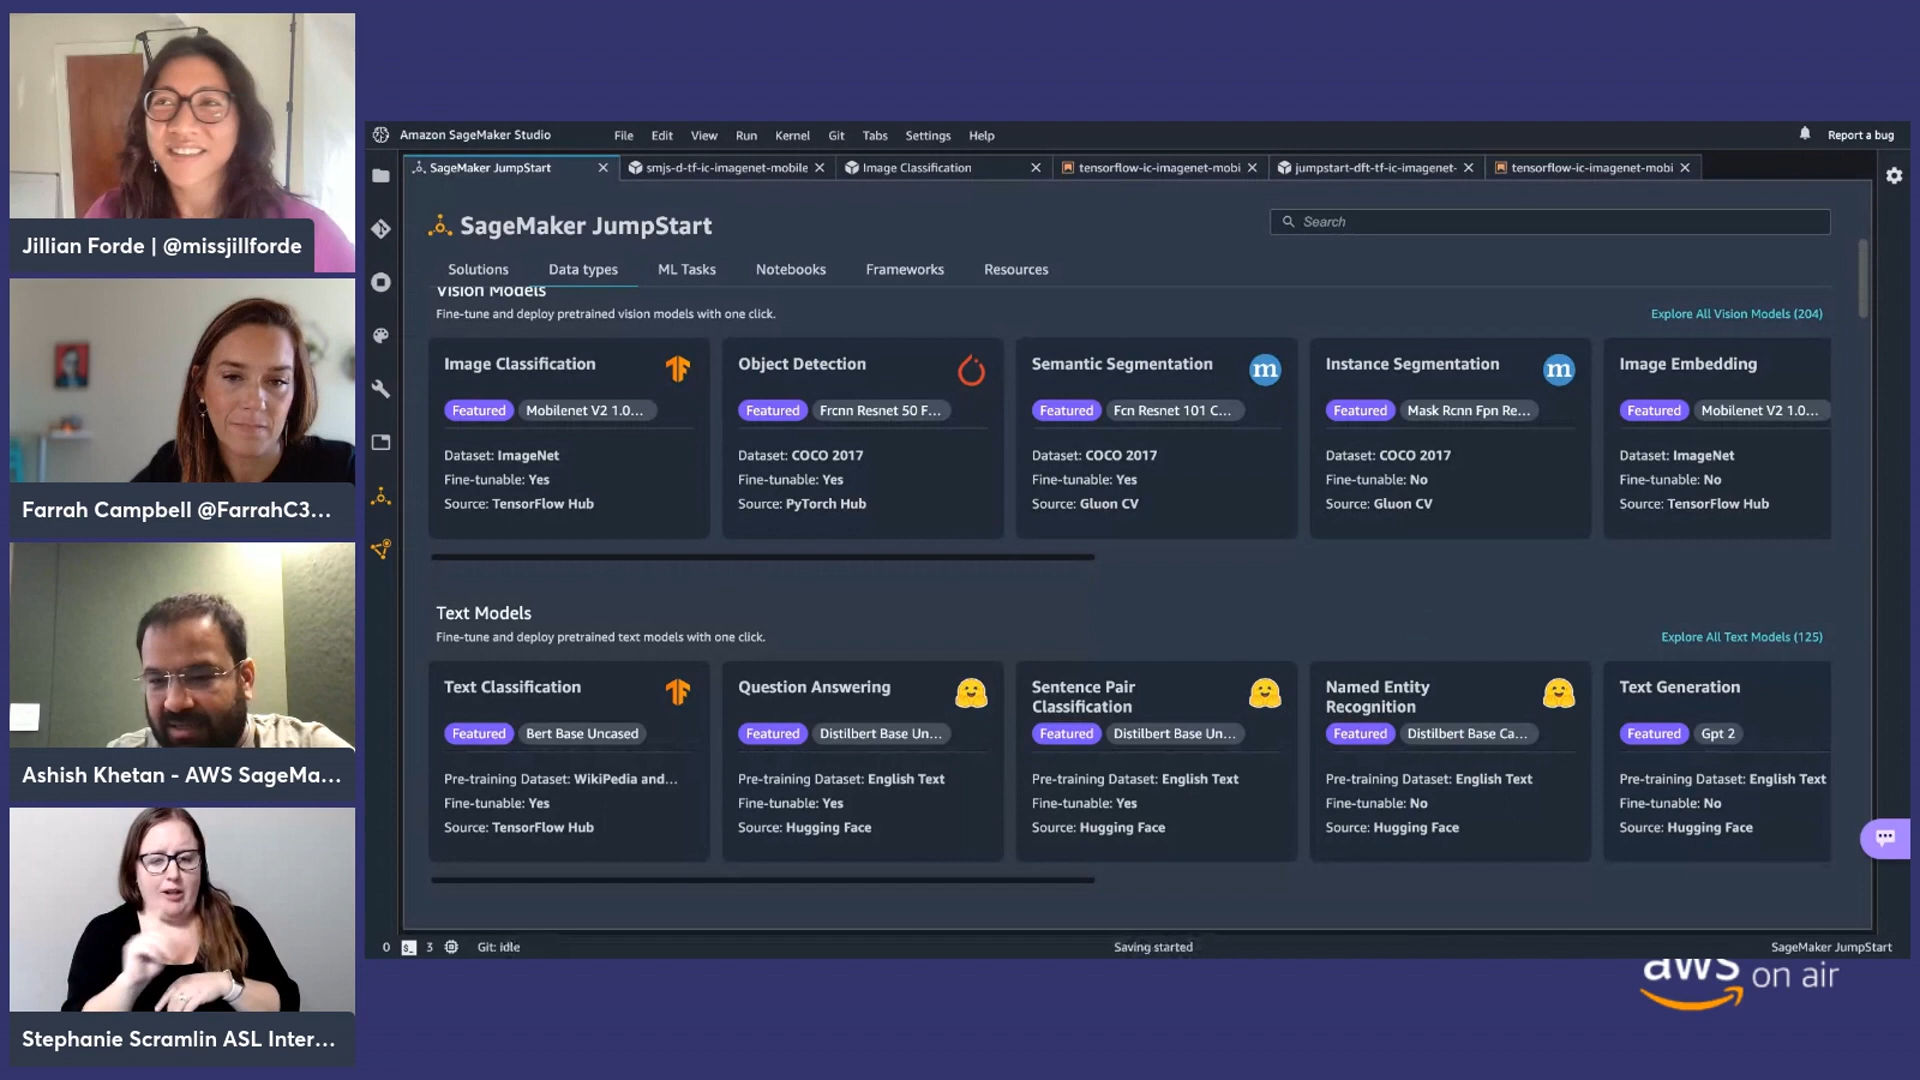 Jillian Forde | @missjillforde
Farrah Campbell @FarrahC3...
Ashish Khetan - AWS SageMa...
Stephanie Scramlin ASL Inter...
Amazon SageMaker Studio
File Edit View Run Kernel Git Tabs Settings Help
Report a bug
SageMaker JumpStart
smjs-d-tf-ic-imagenet-mobile
Image Classification
tensorflow-ic-imagenet-mobi
jumpstart-dft-tf-ic-imagenet-
tensorflow-ic-imagenet-mobi
SageMaker JumpStart
Search
Solutions Data types ML Tasks Notebooks Frameworks Resources
Vision Models
Fine-tune and deploy pretrained vision models with one click.
Explore All Vision Models (204)
Image Classification
Featured Mobilenet V2 1.0...
Dataset: ImageNet
Fine-tunable: Yes
Source: TensorFlow Hub
Object Detection
Featured Frcnn Resnet 50 F...
Dataset: COCO 2017
Fine-tunable: Yes
Source: PyTorch Hub
Semantic Segmentation
m
Featured Fcn Resnet 101 C...
Dataset: COCO 2017
Fine-tunable: Yes
Source: Gluon CV
Instance Segmentation
m
Featured Mask Rcnn Fpn Re...
Dataset: COCO 2017
Fine-tunable: No
Source: Gluon CV
Image Embedding
Featured Mobilenet V2 1.0...
Dataset: ImageNet
Fine-tunable: No
Source: TensorFlow Hub
Text Models
Fine-tune and deploy pretrained text models with one click.
Explore All Text Models (125)
Text Classification
Featured Bert Base Uncased
Pre-training Dataset: WikiPedia and...
Fine-tunable: Yes
Source: TensorFlow Hub
Question Answering
Featured Distilbert Base Un...
Pre-training Dataset: English Text
Fine-tunable: Yes
Source: Hugging Face
Sentence Pair
Classification
Featured Distilbert Base Un...
Pre-training Dataset: English Text
Fine-tunable: Yes
Source: Hugging Face
Named Entity
Recognition
Featured Distilbert Base Ca...
Pre-training Dataset: English Text
Fine-tunable: No
Source: Hugging Face
Text Generation
Featured Gpt 2
Pre-training Dataset: English Text
Fine-tunable: No
Source: Hugging Face
0 $_ 3 Git: idle
Saving started
SageMaker JumpStart
aws on air